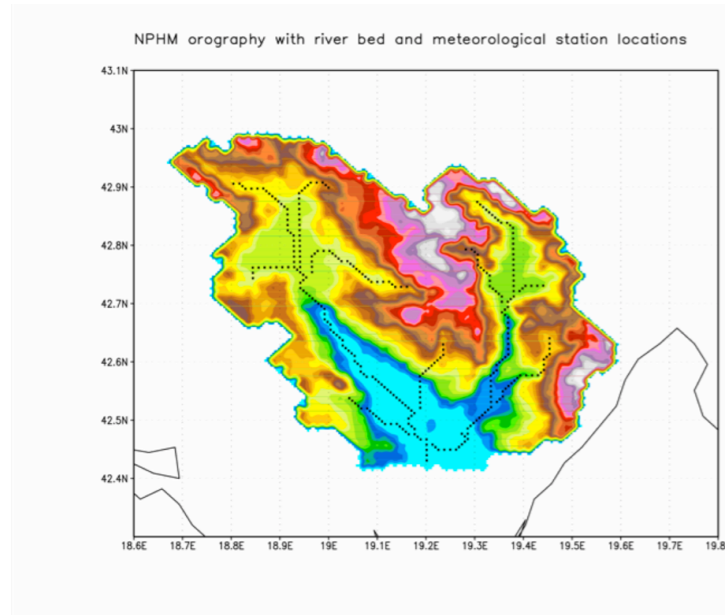 NPHM orography with river bed and meteorological station locations
43.1N
43N
42.9N
42.8N
42.7N
42.6N
42.5N
42.4N
18.6E 18.7E 18.8E 18.9E 19E 19.1E 19.2E 19.3E 19.4E 19.5E 19.6E 19.7E 19.8